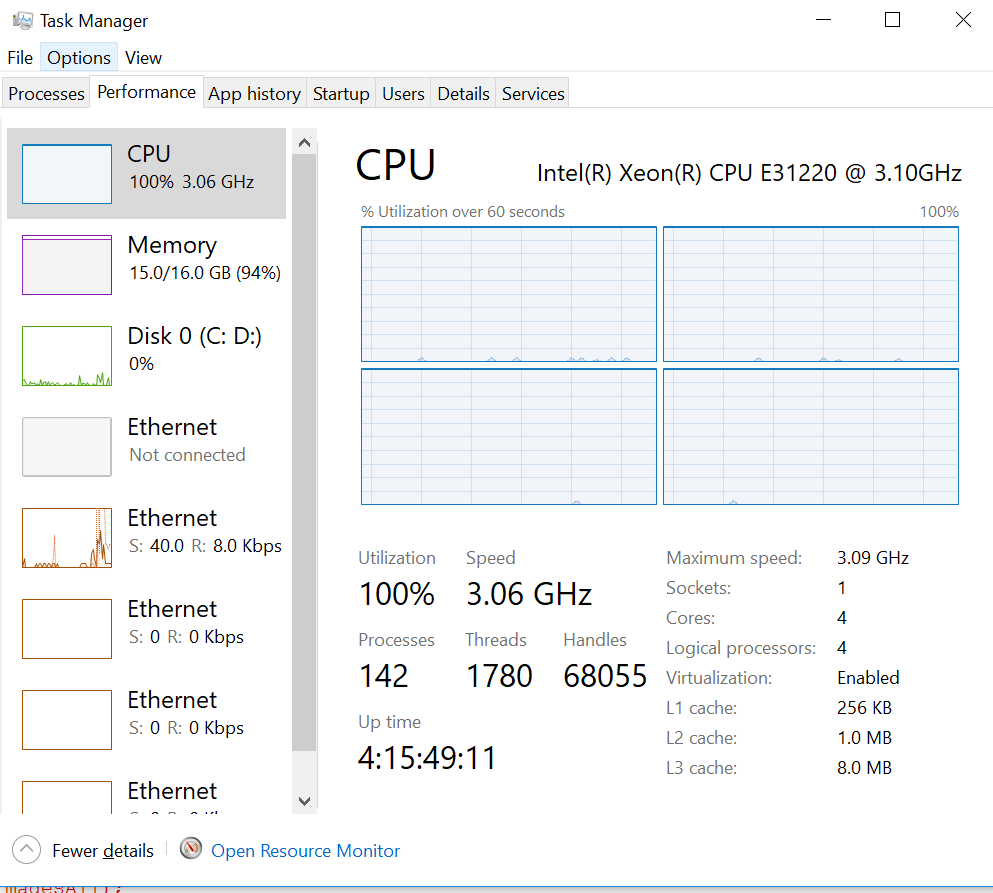 Task Manager
File Options View
Processes Performance App history Startup Users Details Services
CPU
100% 3.06 GHz
Memory
15.0/16.0 GB (94%)
Disk 0 (C: D:)
0%
Ethernet
Not connected
Ethernet
S: 40.0 R: 8.0 Kbps
Ethernet
S: 0 R: 0 Kbps
Ethernet
S: 0 R: 0 Kbps
Ethernet
CPU
Intel(R) Xeon(R) CPU E31220 @ 3.10GHz
% Utilization over 60 seconds 100%
Utilization Speed
100% 3.06 GHz
Processes Threads Handles
142 1780 68055
Up time
4:15:49:11
Maximum speed: 3.09 GHz
Sockets: 1
Cores: 4
Logical processors: 4
Virtualization: Enabled
L1 cache: 256 KB
L2 cache: 1.0 MB
L3 cache: 8.0 MB
Fewer details Open Resource Monitor